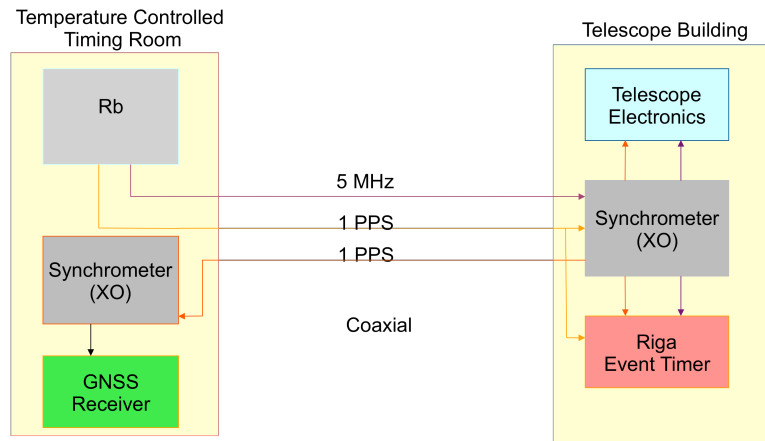 Temperature Controlled
Timing Room
Telescope Building
Rb
Telescope
Electronics
5 MHz
1 PPS
Synchrometer
(XO)
1 PPS
Synchrometer
(XO)
Coaxial
GNSS
Receiver
Riga
Event Timer